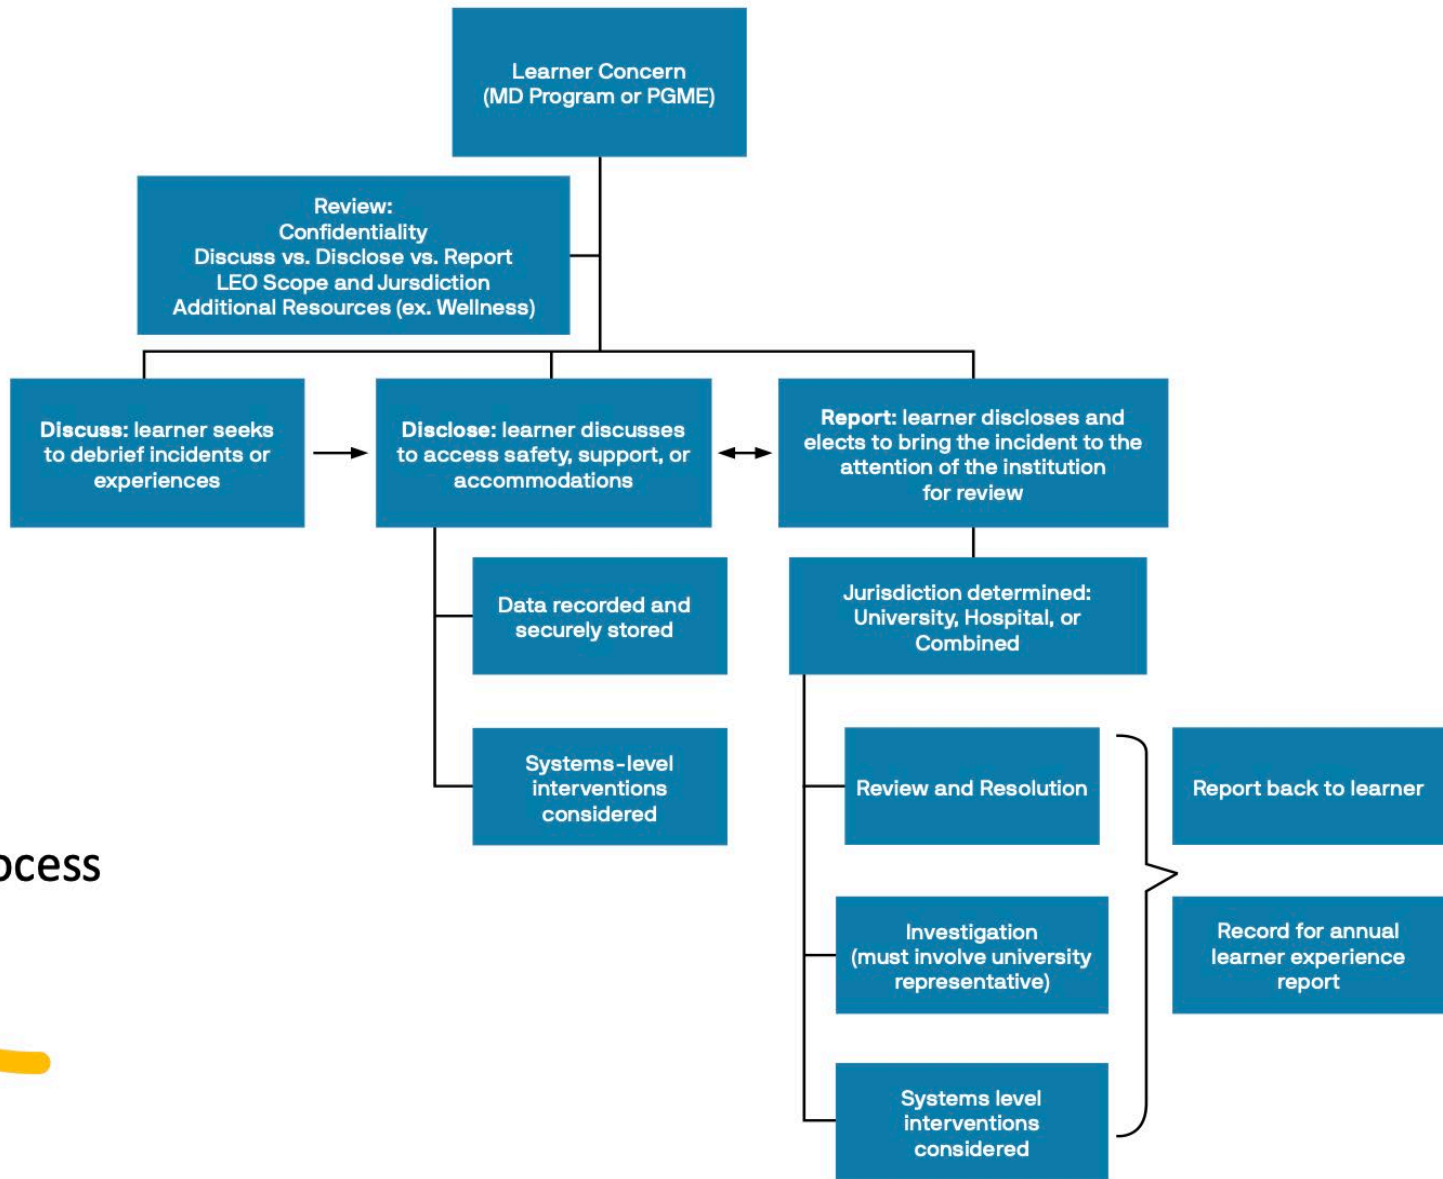 Learner Concern
(MD Program or PGME)
Review:
Confidentiality
Discuss vs. Disclose vs. Report
LEO Scope and Jursdiction
Additional Resources (ex. Wellness)
Discuss: learner seeks
to debrief incidents or
experiences
Disclose: learner discusses
to access safety, support, or
accommodations
Report: learner discloses and
elects to bring the incident to the
attention of the institution
for review
Data recorded and
securely stored
Systems-level
interventions
considered
Jurisdiction determined:
University, Hospital, or
Combined
Review and Resolution
Investigation
(must involve university
representative)
Systems level
interventions
considered
Report back to learner
Record for annual
learner experience
report
ocess